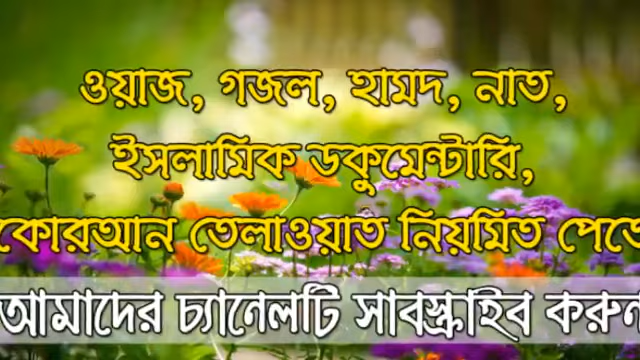 ওয়াজ, গজল, হামদ, নাত,
ইসলামিক ডকুমেন্টারি,
কোরআন তেলাওয়াত নিয়মিত পেতে
আমাদের চ্যানেলটি সাবস্ক্রাইব করুন